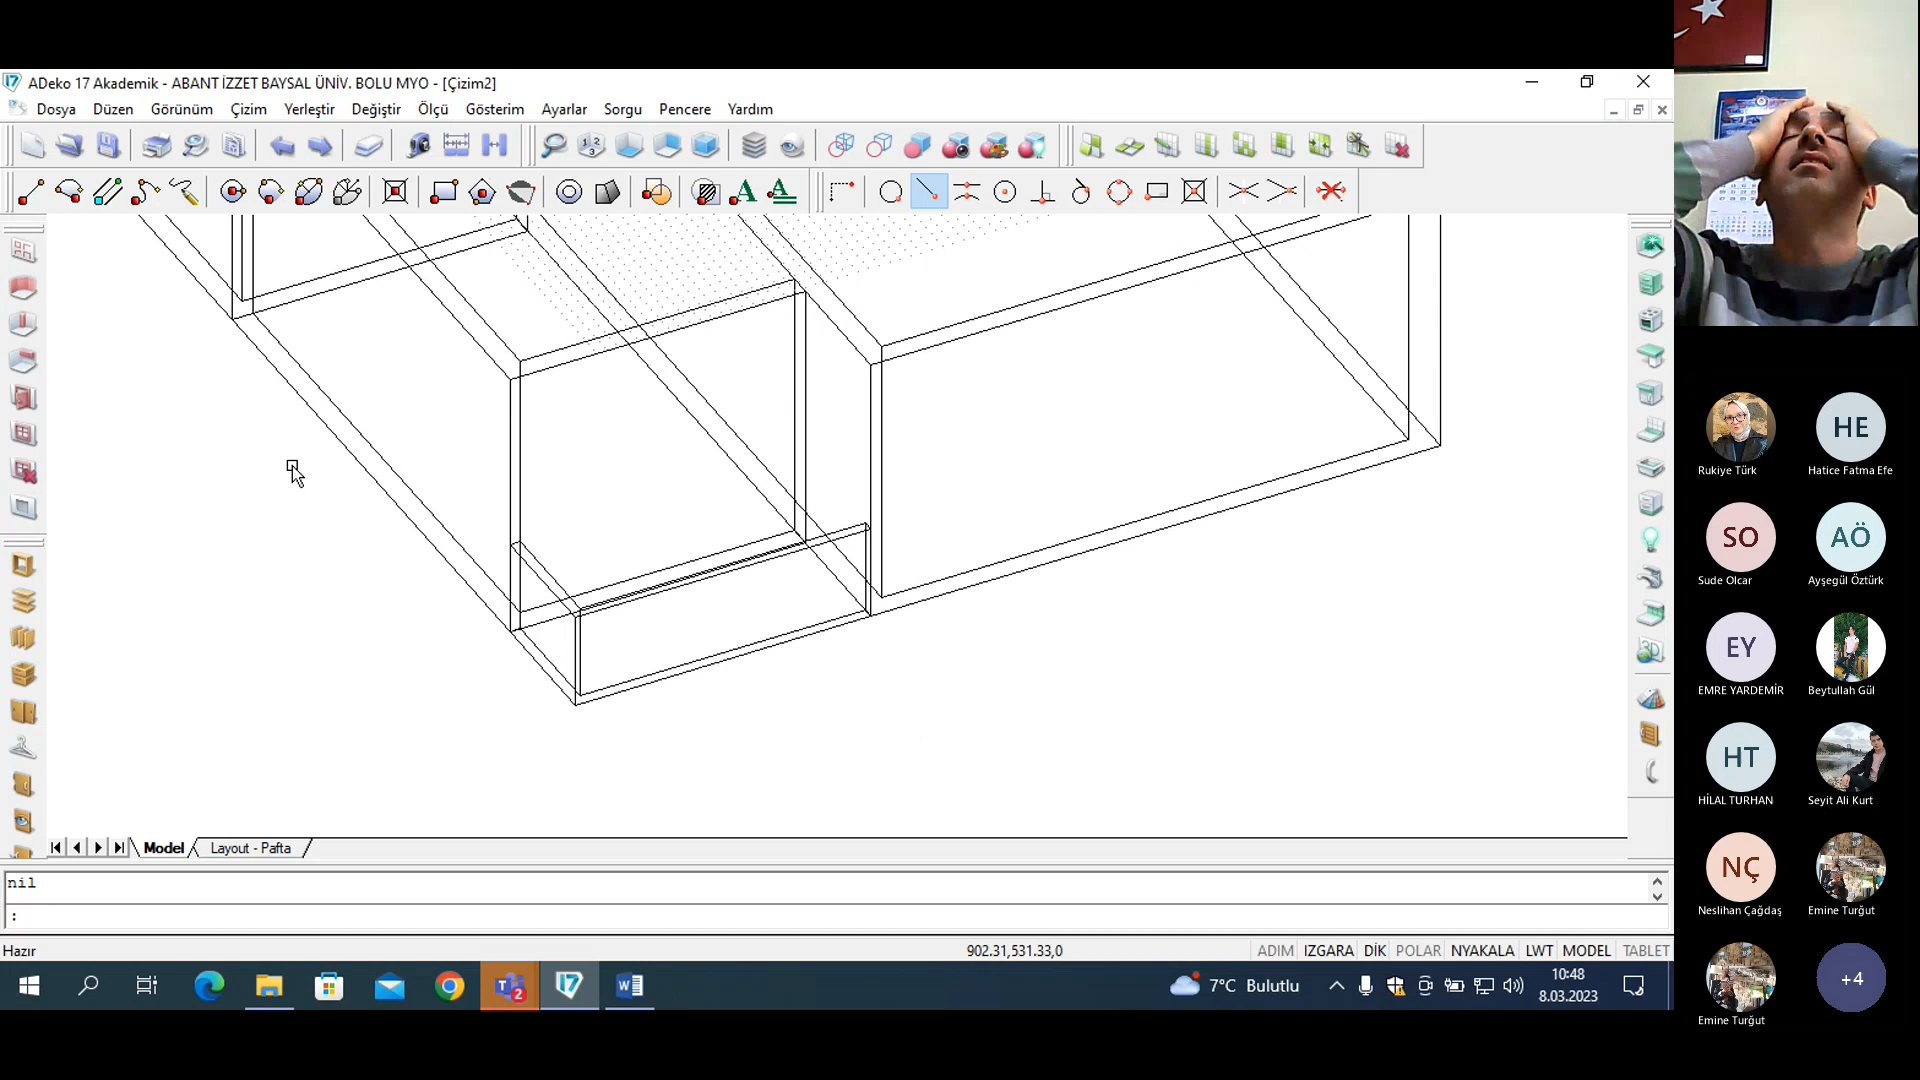 ADeko 17 Akademik - ABANT İZZET BAYSAL ÜNİV. BOLU MYO - [Çizim2]
Dosya Düzen Görünüm Çizim Yerleştir Değiştir Ölçü Gösterim Ayarlar Sorgu Pencere Yardım
Model Layout - Pafta
nil
:
Hazır 902.31,531.33,0 ADIM IZGARA DİK POLAR NYAKALA LWT MODEL TABLET
7°C Bulutlu 10:48
8.03.2023
Rukiye Türk
HE
Hatice Fatma Efe
SO
Sude Olcar
AÖ
Ayşegül Öztürk
EY
EMRE YARDEMİR
Beytullah Gül
HT
HİLAL TURHAN
Seyit Ali Kurt
NÇ
Neslihan Çağdaş
Emine Turğut
Emine Turğut
+4